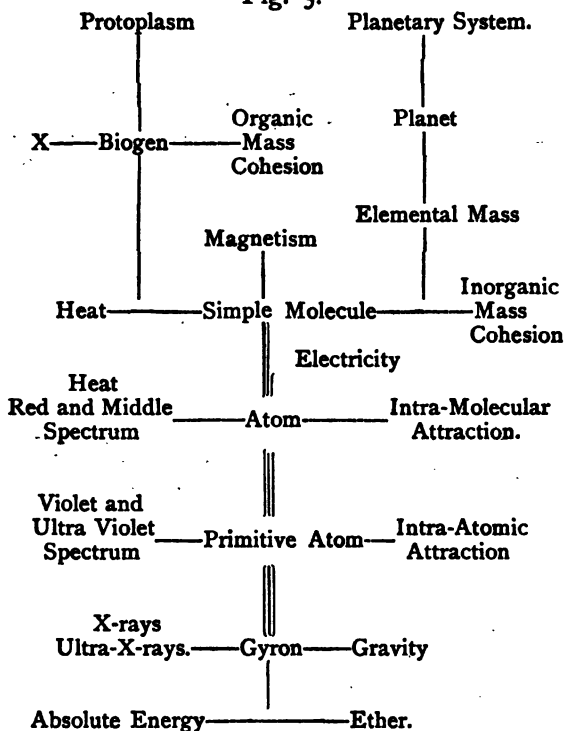 Fig. 5.
Protoplasm Planetary System.
Organic
X Biogen Mass Planet
Cohesion
Elemental Mass
Magnetism
Inorganic
Heat Simple Molecule Mass
Cohesion
Electricity
Heat
Red and Middle Atom Intra-Molecular
Spectrum Attraction.
Violet and
Ultra Violet Primitive Atom Intra-Atomic
Spectrum Attraction
X-rays
Ultra-X-rays. Gyron Gravity
Absolute Energy Ether.